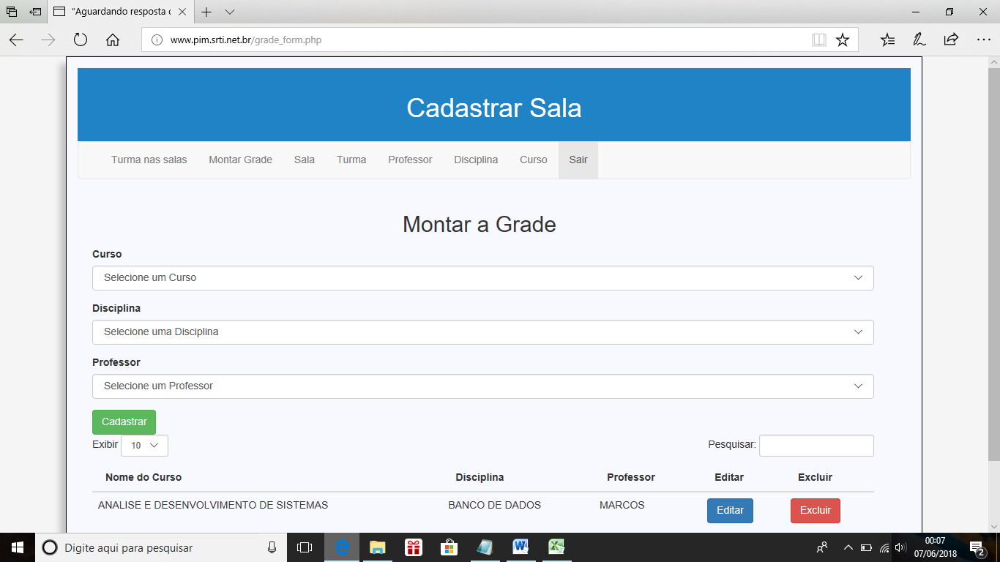 “Aguardando resposta d
www.pim.srti.net.br/grade_form.php
Cadastrar Sala
Turma nas salas Montar Grade Sala Turma Professor Disciplina Curso Sair
Montar a Grade
Curso
Selecione um Curso
Disciplina
Selecione uma Disciplina
Professor
Selecione um Professor
Cadastrar
Exibir 10 Pesquisar:
Nome do Curso Disciplina Professor Editar Excluir
ANALISE E DESENVOLVIMENTO DE SISTEMAS BANCO DE DADOS MARCOS Editar Excluir
Digite aqui para pesquisar
00:07
07/06/2018
2